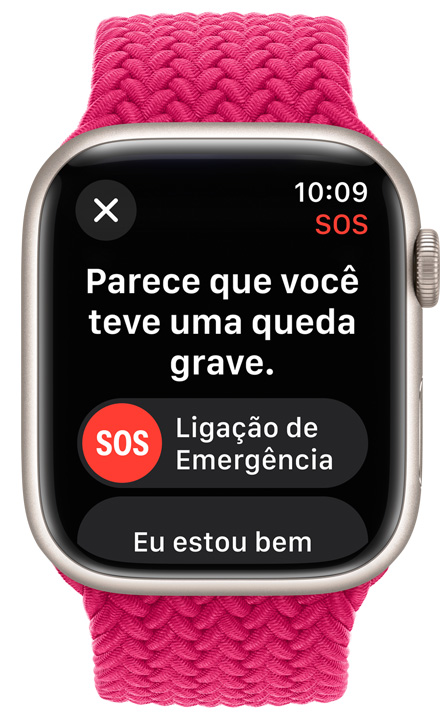 10:09
SOS
Parece que você
teve uma queda
grave.
SOS
Ligação de
Emergência
Eu estou bem